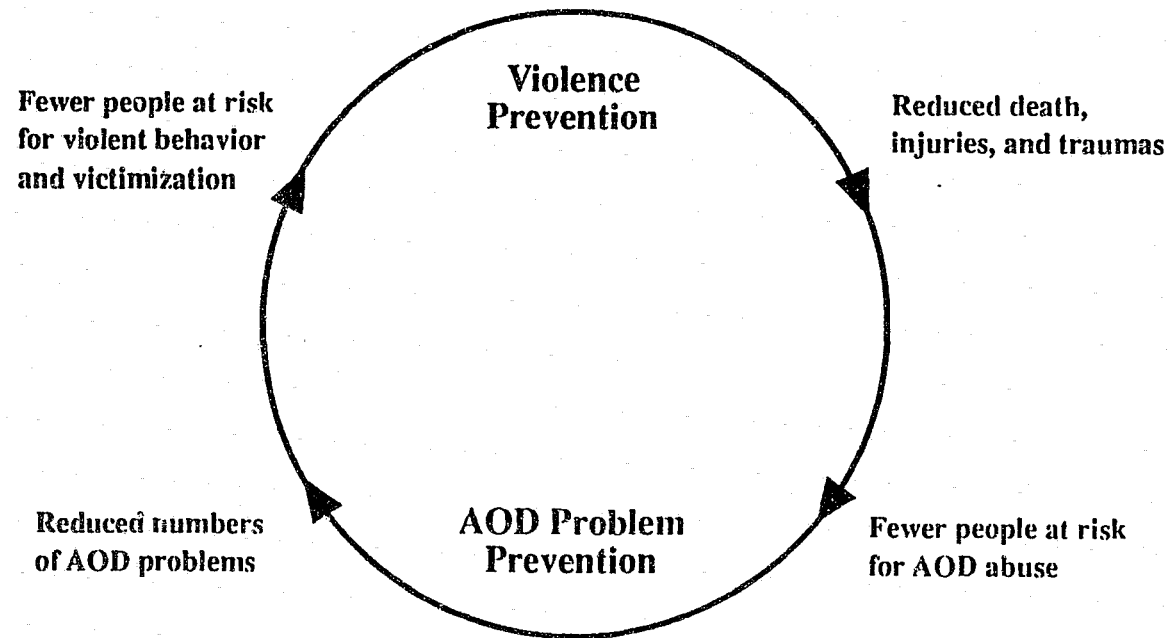 Violence
Prevention
Reduced death,
injuries, and traumas
Fewer people at risk
for AOD abuse
AOD Problem
Prevention
Reduced numbers
of AOD problems
Fewer people at risk
for violent behavior
and victimization